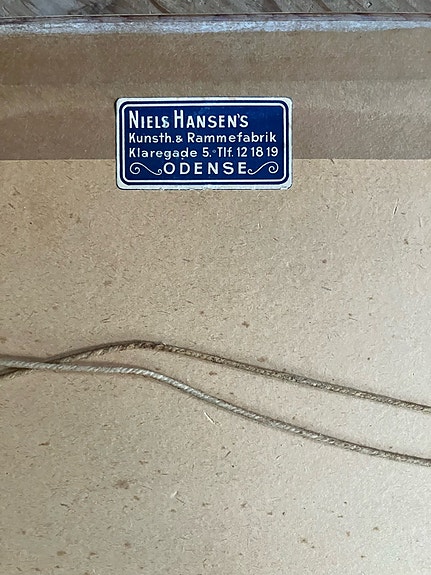 NIELS HANSEN'S
Kunsth. & Rammefabrik
Klaregade 5. Tlf. 12 18 19
ODENSE